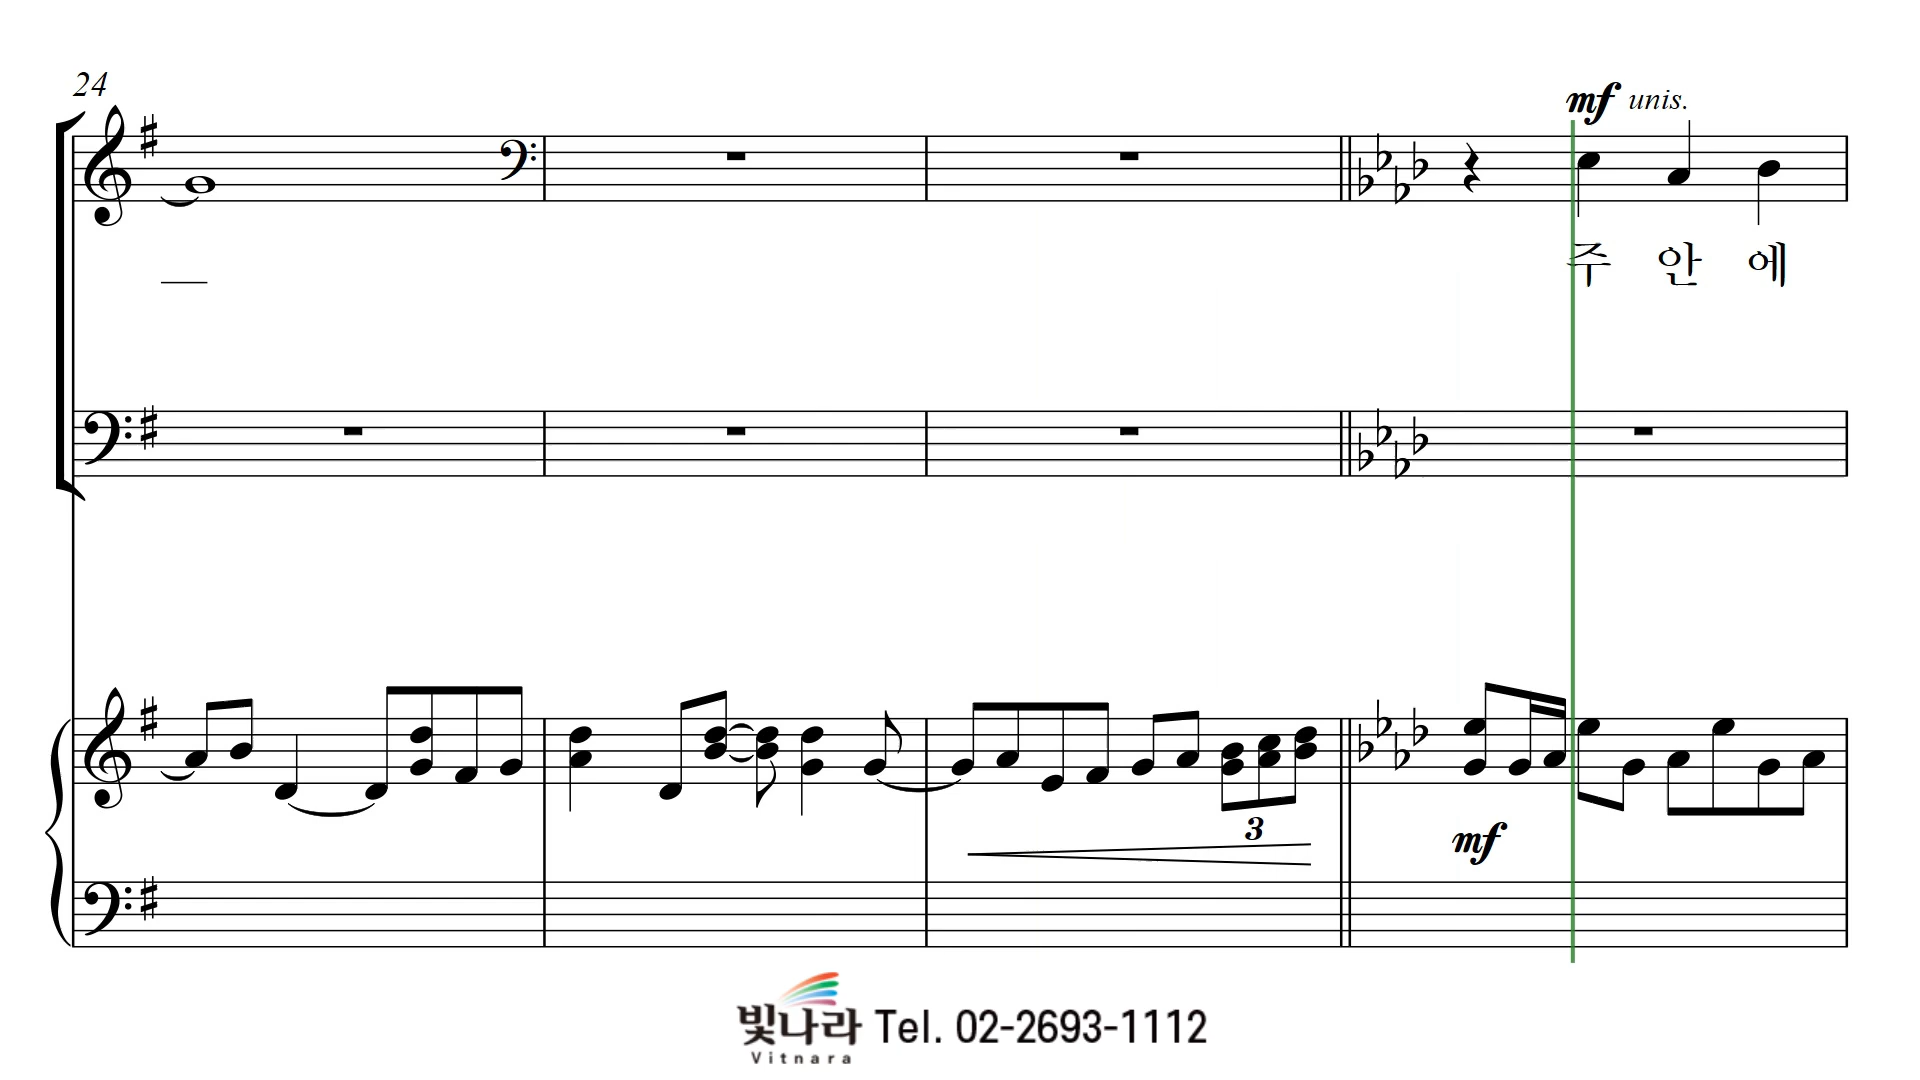 24
mf unis.
주 안 에
3
mf
빛나라 Tel. 02-2693-1112
Vitnara